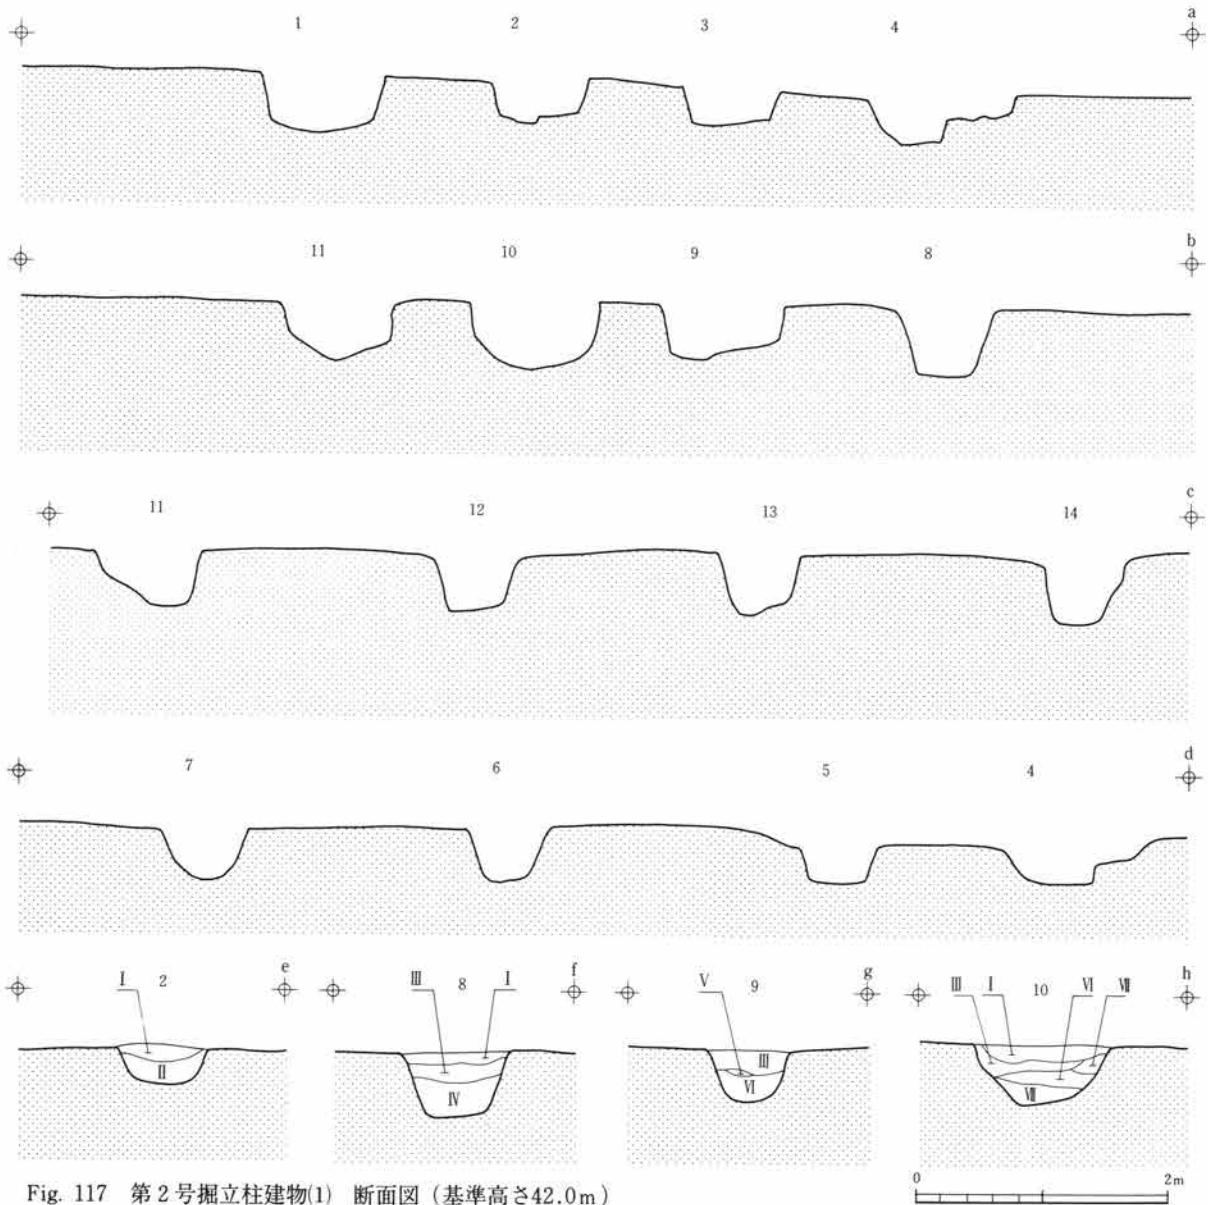 1 2 3 4 a
11 10 9 8 b
11 12 13 14 c
7 6 5 4 d
I 2 e III 8 I f V 9 g III I 10 VI VII h
II IV III VI VIII
0 2m
Fig. 117 第2号掘立柱建物(1) 断面図（基準高さ42.0m）